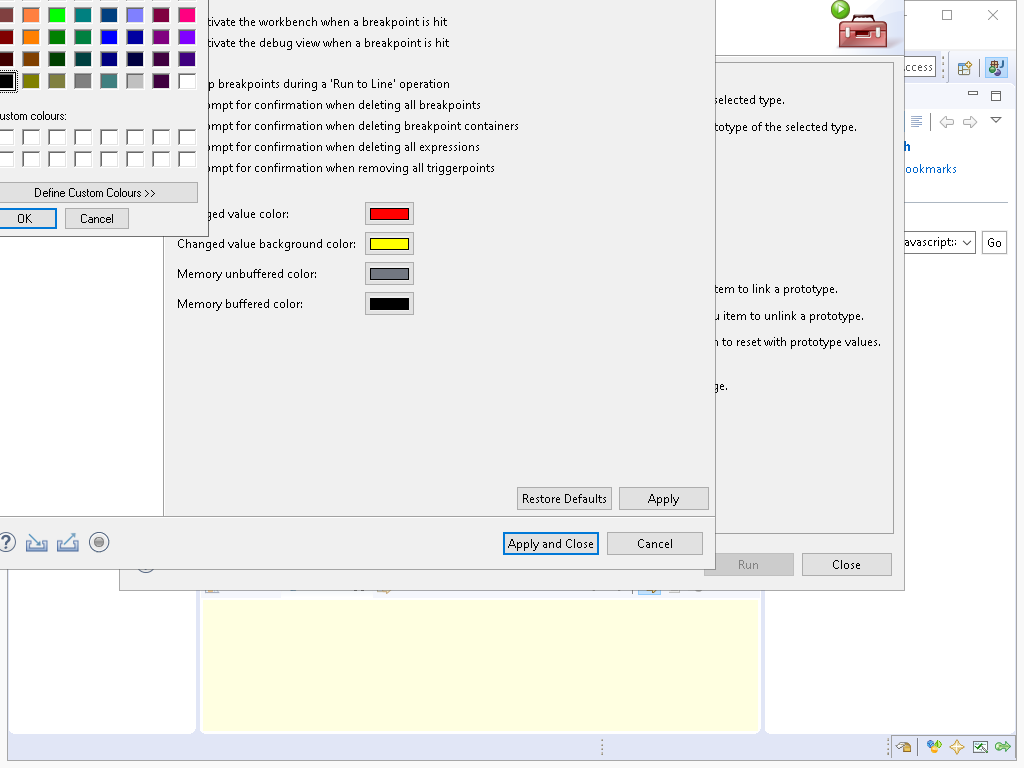 tivate the workbench when a breakpoint is hit
tivate the debug view when a breakpoint is hit
p breakpoints during a 'Run to Line' operation
ompt for confirmation when deleting all breakpoints
ompt for confirmation when deleting breakpoint containers
ompt for confirmation when deleting all expressions
ompt for confirmation when removing all triggerpoints
ustom colours:
Define Custom Colours >>
OK
Cancel
ged value color:
Changed value background color:
Memory unbuffered color:
Memory buffered color:
Restore Defaults
Apply
Apply and Close
Cancel
selected type.
totype of the selected type.
tem to link a prototype.
u item to unlink a prototype.
n to reset with prototype values.
ge.
Run
Close
ccess
h
ookmarks
avascript::
Go